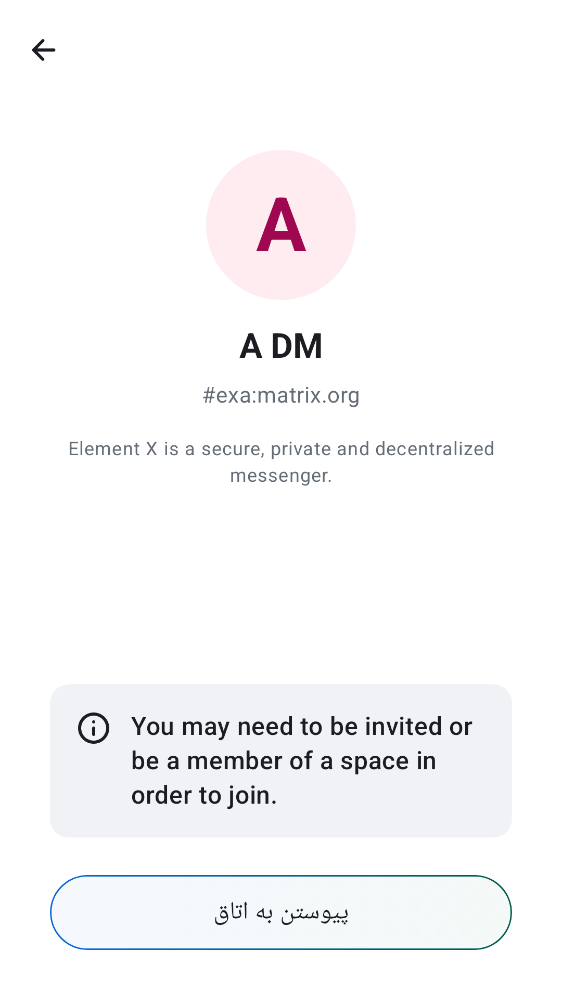 A
A DM
#exa:matrix.org
Element X is a secure, private and decentralized
messenger.
You may need to be invited or
be a member of a space in
order to join.
پیوستن به اتاق